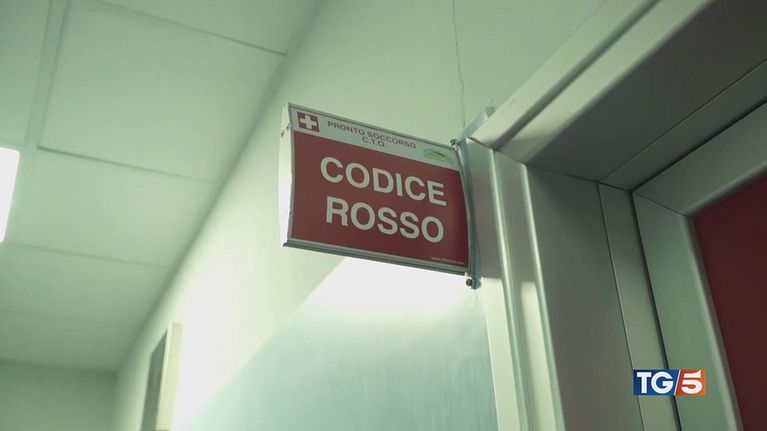 PRONTO SOCCORSO
C.T.O.
CODICE
ROSSO
TG5